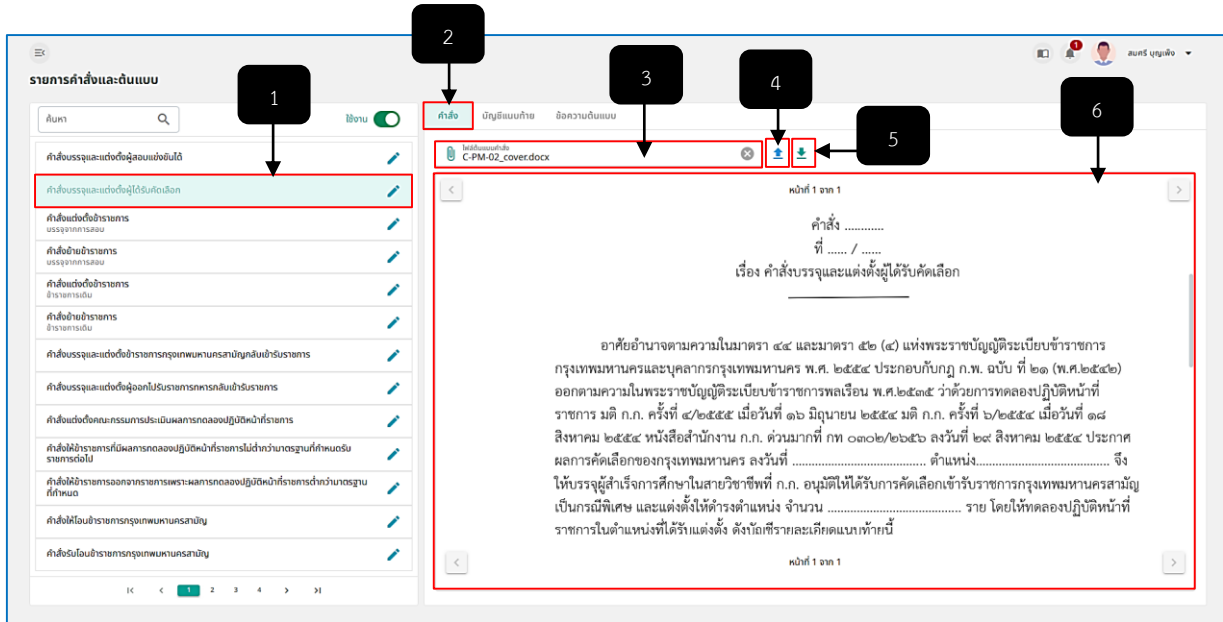 2
1
3
4
5
6
1
สมศรี บุญเพ็ง
รายการคำสั่งและต้นแบบ
ค้นหา
ใช้งาน
คำสั่งบรรจุและแต่งตั้งผู้สอบแข่งขันได้
คำสั่งบรรจุและแต่งตั้งผู้ได้รับคัดเลือก
คำสั่งแต่งตั้งข้าราชการ
บรรจุจากการสอบ
คำสั่งย้ายข้าราชการ
บรรจุจากการสอบ
คำสั่งแต่งตั้งข้าราชการ
ข้าราชการเดิม
คำสั่งย้ายข้าราชการ
ข้าราชการเดิม
คำสั่งบรรจุและแต่งตั้งข้าราชการกรุงเทพมหานครสามัญกลับเข้ารับราชการ
คำสั่งบรรจุและแต่งตั้งผู้ออกไปรับราชการทหารกลับเข้ารับราชการ
คำสั่งแต่งตั้งคณะกรรมการประเมินผลการทดลองปฏิบัติหน้าที่ราชการ
คำสั่งให้ข้าราชการที่มีผลการทดลองปฏิบัติหน้าที่ราชการไม่ต่ำกว่ามาตรฐานที่กำหนดรับ
ราชการต่อไป
คำสั่งให้ข้าราชการออกจากราชการเพราะผลการทดลองปฏิบัติหน้าที่ราชการต่ำกว่ามาตรฐาน
ที่กำหนด
คำสั่งให้โอนข้าราชการกรุงเทพมหานครสามัญ
คำสั่งรับโอนข้าราชการกรุงเทพมหานครสามัญ
1 2 3 4
คำสั่ง บัญชีแนบท้าย ข้อความต้นแบบ
ไฟล์ต้นแบบคำสั่ง
C-PM-02_cover.docx
หน้าที่ 1 จาก 1
คำสั่ง ............
ที่ ...... / ......
เรื่อง คำสั่งบรรจุและแต่งตั้งผู้ได้รับคัดเลือก
อาศัยอำนาจตามความในมาตรา ๔๔ และมาตรา ๕๒ (๔) แห่งพระราชบัญญัติระเบียบข้าราชการ
กรุงเทพมหานครและบุคลากรกรุงเทพมหานคร พ.ศ. ๒๕๕๔ ประกอบกับกฎ ก.พ. ฉบับ ที่ ๒๑ (พ.ศ.๒๕๔๒)
ออกตามความในพระราชบัญญัติระเบียบข้าราชการพลเรือน พ.ศ.๒๕๓๕ ว่าด้วยการทดลองปฏิบัติหน้าที่
ราชการ มติ ก.ก. ครั้งที่ ๔/๒๕๕๕ เมื่อวันที่ ๑๖ มิถุนายน ๒๕๕๔ มติ ก.ก. ครั้งที่ ๖/๒๕๕๔ เมื่อวันที่ ๑๘
สิงหาคม ๒๕๕๔ หนังสือสำนักงาน ก.ก. ด่วนมากที่ กท ๐๓๐๒/๒๖๕๖ ลงวันที่ ๒๙ สิงหาคม ๒๕๕๔ ประกาศ
ผลการคัดเลือกของกรุงเทพมหานคร ลงวันที่ ...................................... ตำแหน่ง...................................... จึง
ให้บรรจุผู้สำเร็จการศึกษาในสายวิชาชีพที่ ก.ก. อนุมัติให้ได้รับการคัดเลือกเข้ารับราชการกรุงเทพมหานครสามัญ
เป็นกรณีพิเศษ และแต่งตั้งให้ดำรงตำแหน่ง จำนวน ...................................... ราย โดยให้ทดลองปฏิบัติหน้าที่
ราชการในตำแหน่งที่ได้รับแต่งตั้ง ดังบัญชีรายละเอียดแนบท้ายนี้
หน้าที่ 1 จาก 1